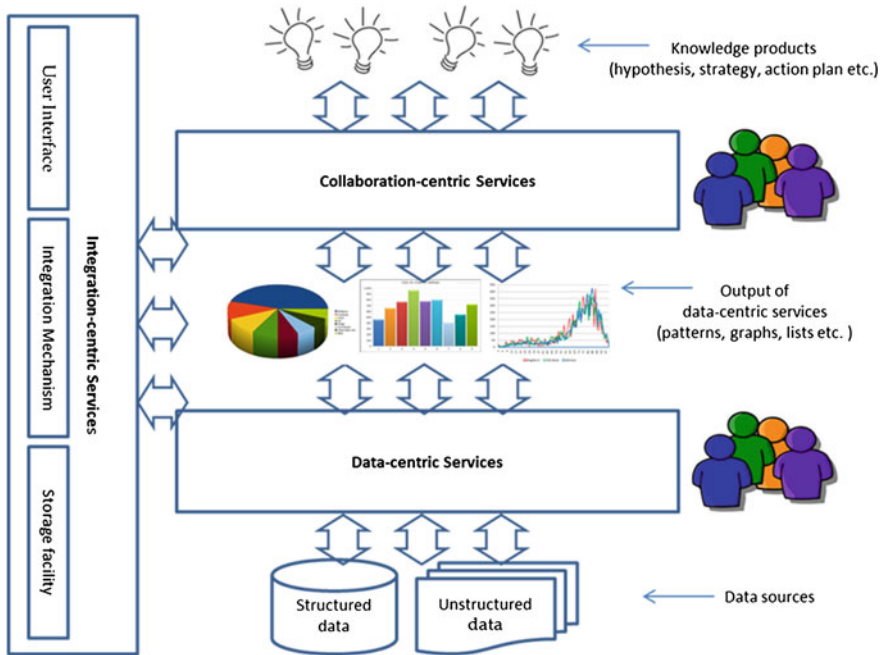 Knowledge products
(hypothesis, strategy, action plan etc.)
User Interface
Integration Mechanism
Storage facility
Integration-centric Services
Collaboration-centric Services
Output of
data-centric services
(patterns, graphs, lists etc. )
Data-centric Services
Structured
data
Unstructured
data
Data sources